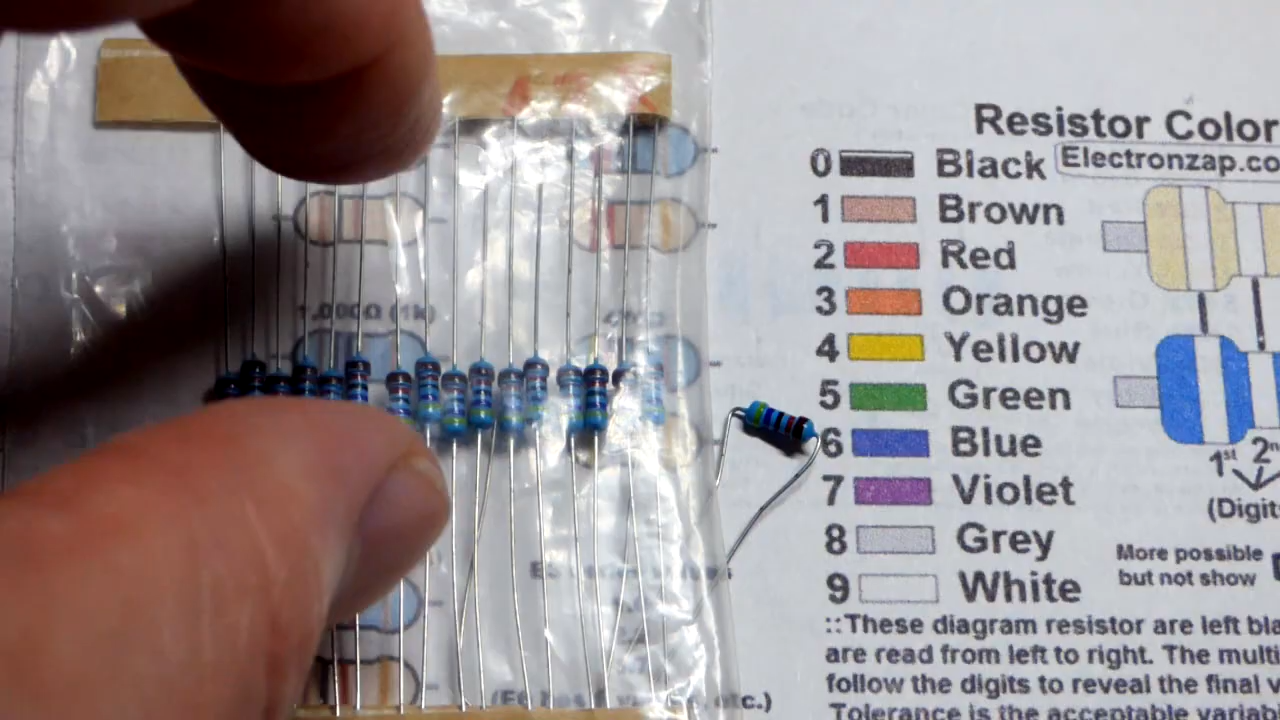 Resistor Color
Electronzap.co
0 Black
1 Brown
2 Red
3 Orange
4 Yellow
5 Green
6 Blue
7 Violet
8 Grey
9 White
1st 2n
(Digits
More possible
but not show
::These diagram resistor are left bla
are read from left to right. The multi
follow the digits to reveal the final v
Tolerance is the acceptable variab
1,000Ω (1k)
etc.)